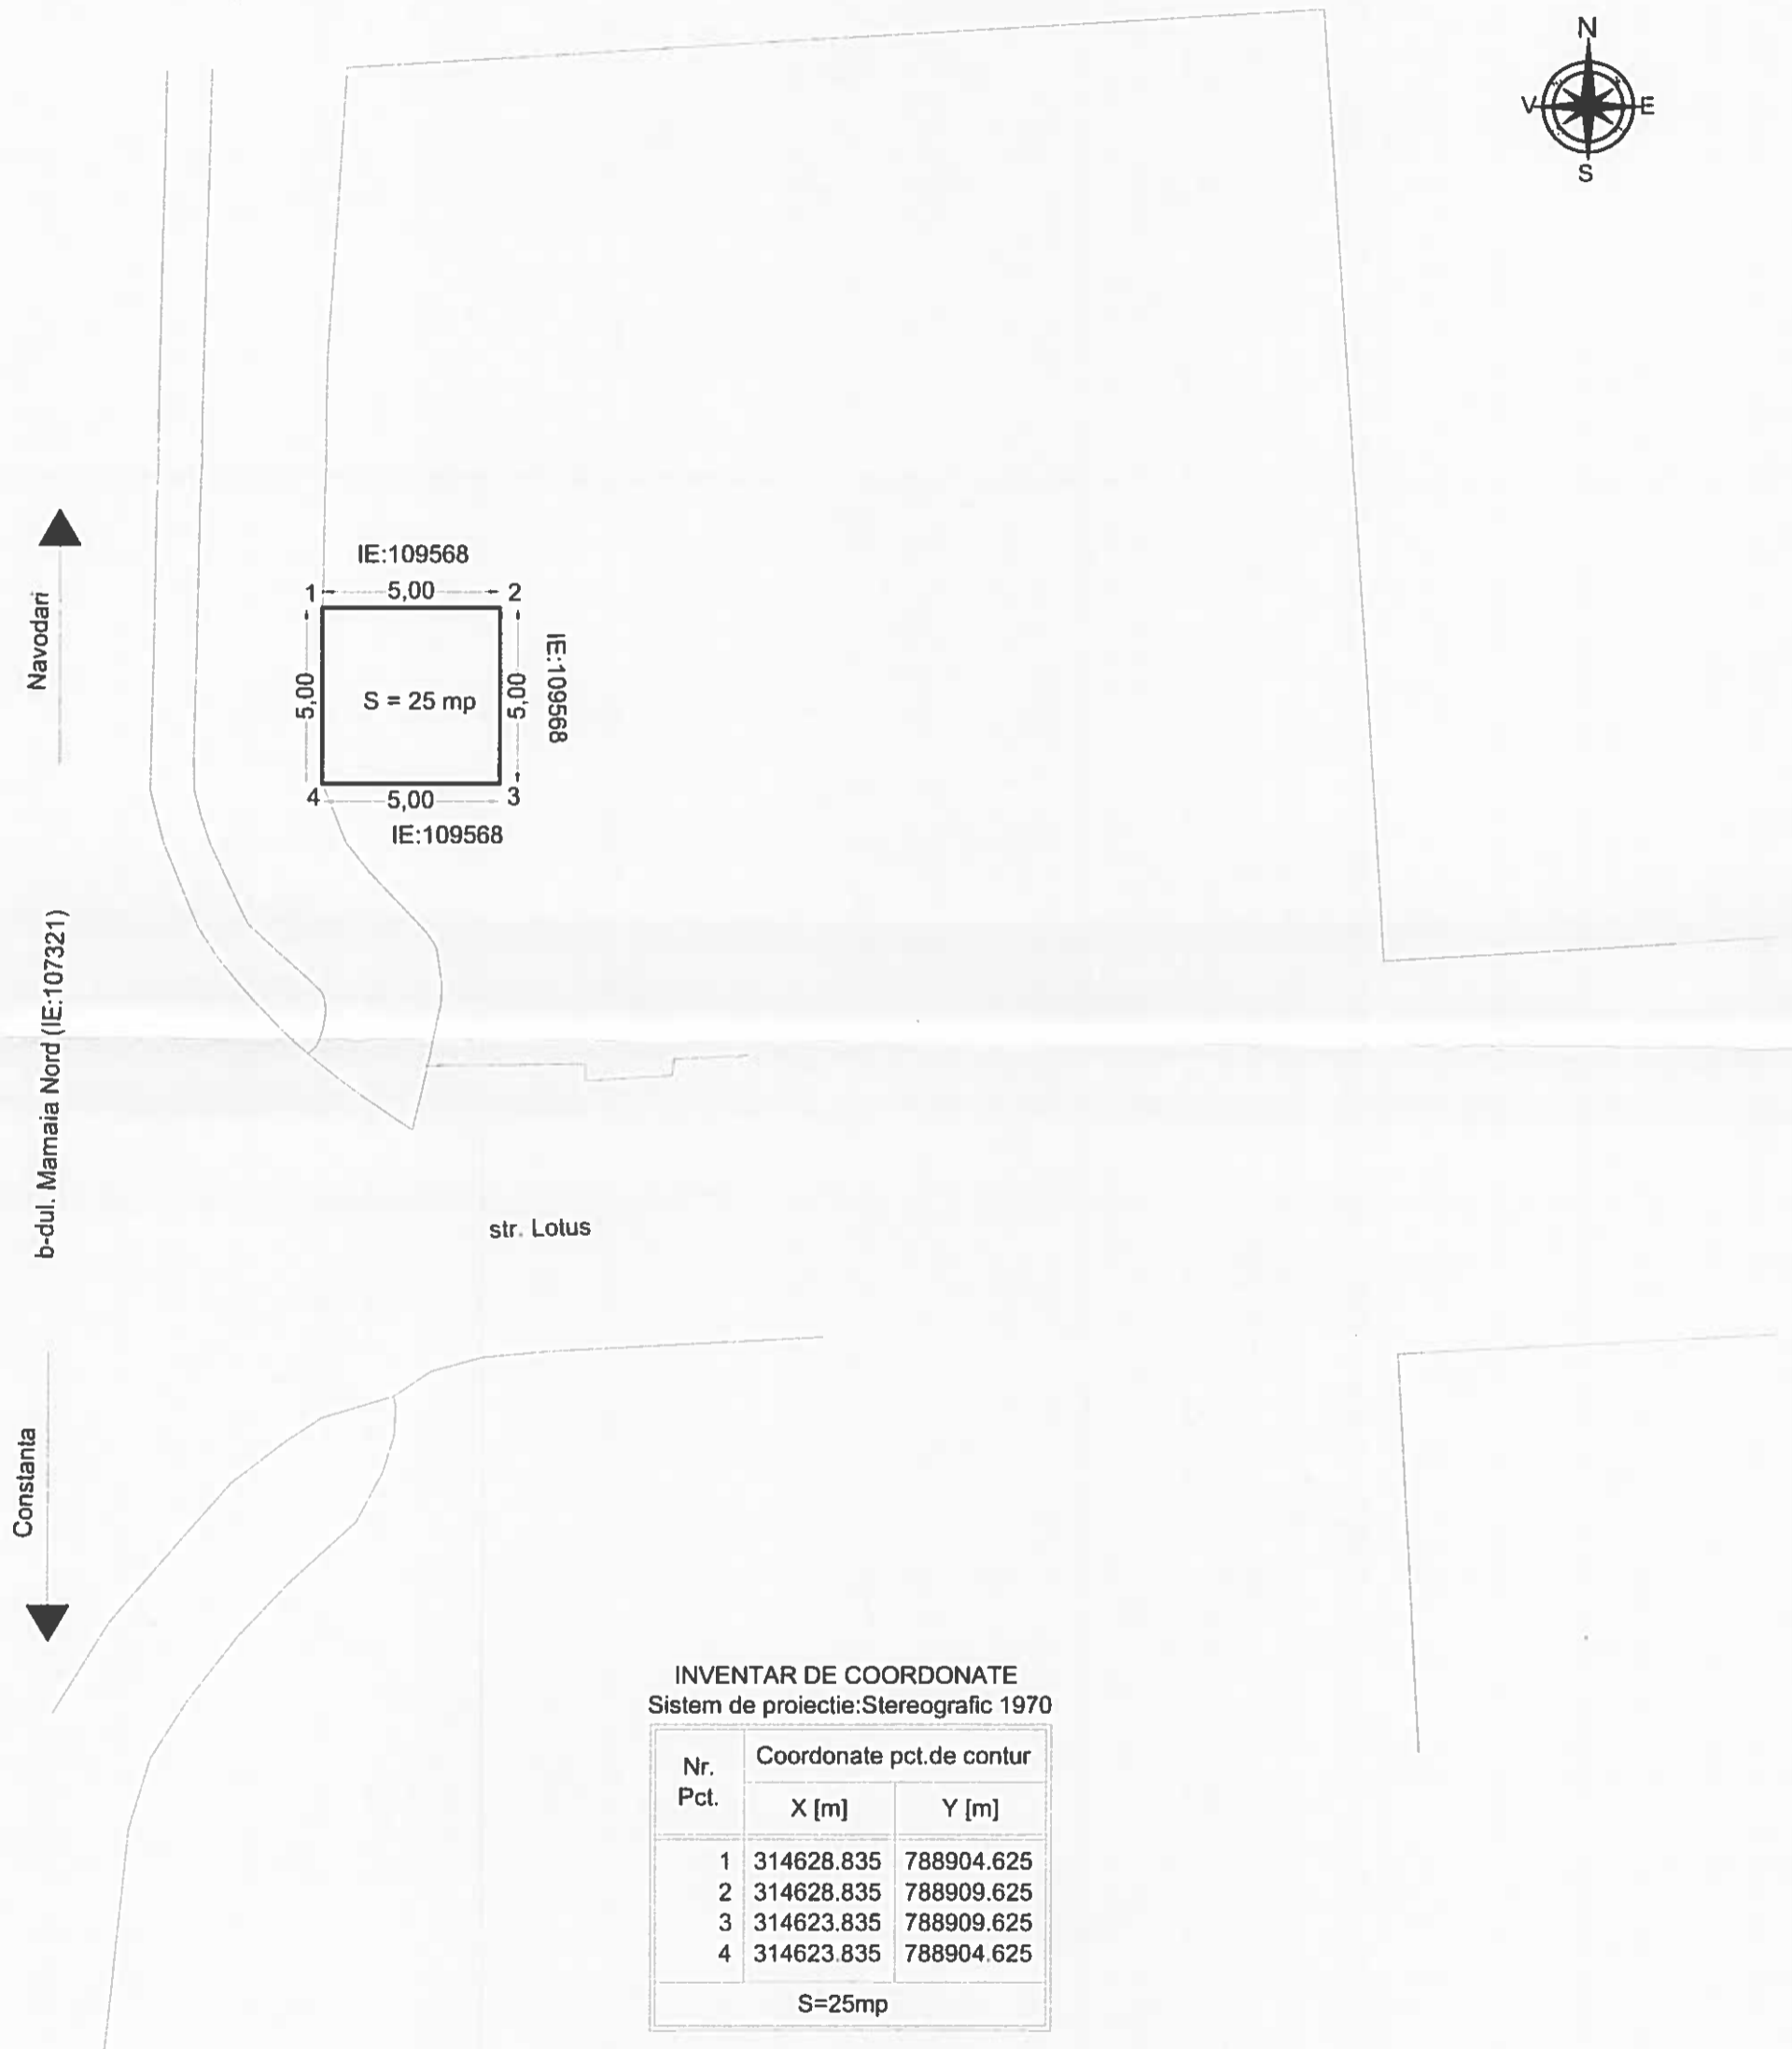 N
V E
S
Navodari
IE:109568
1 5,00 2
5,00
S = 25 mp
5,00
IE:109568
4 5,00 3
IE:109568
b-dul. Mamaia Nord (IE:107321)
str. Lotus
Constanta
INVENTAR DE COORDONATE
Sistem de proiectie:Stereografic 1970
Nr. Pct. Coordonate pct.de contur
X [m] Y [m]
1 314628.835 788904.625
2 314628.835 788909.625
3 314623.835 788909.625
4 314623.835 788904.625
S=25mp